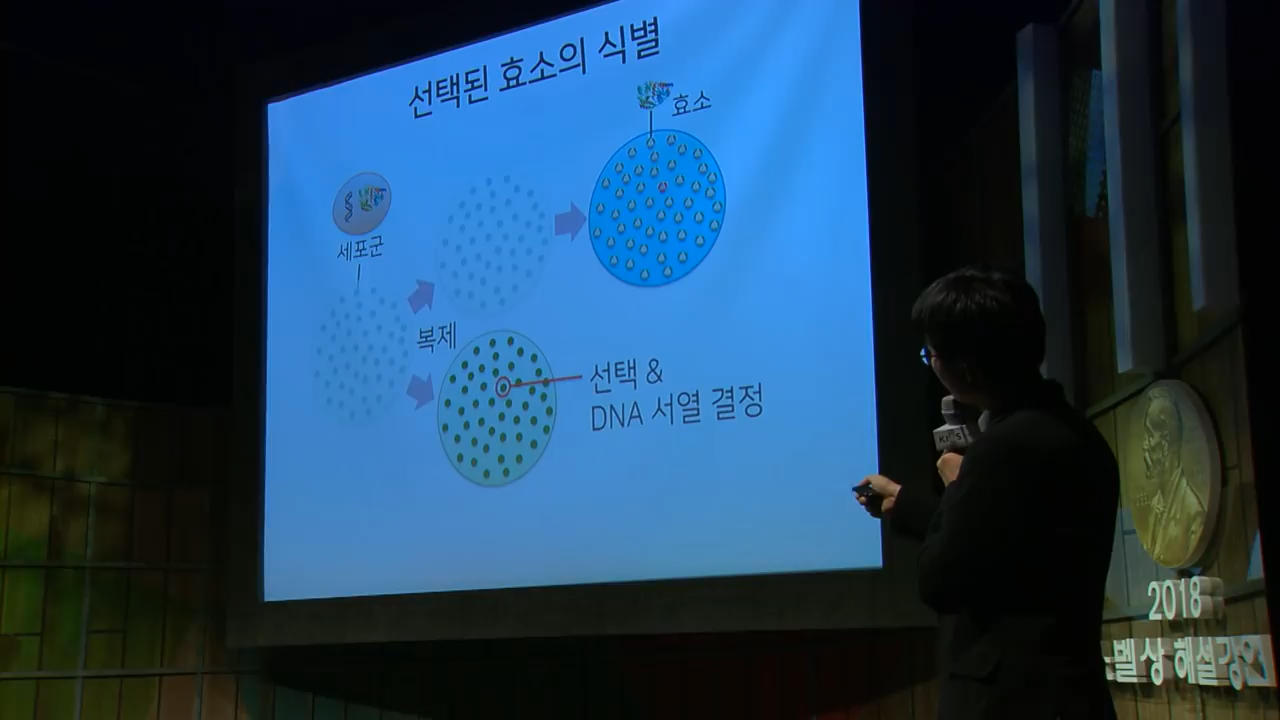 선택된 효소의 식별
효소
세포군
복제
선택 &
DNA 서열 결정
2018
노벨상 해설강연